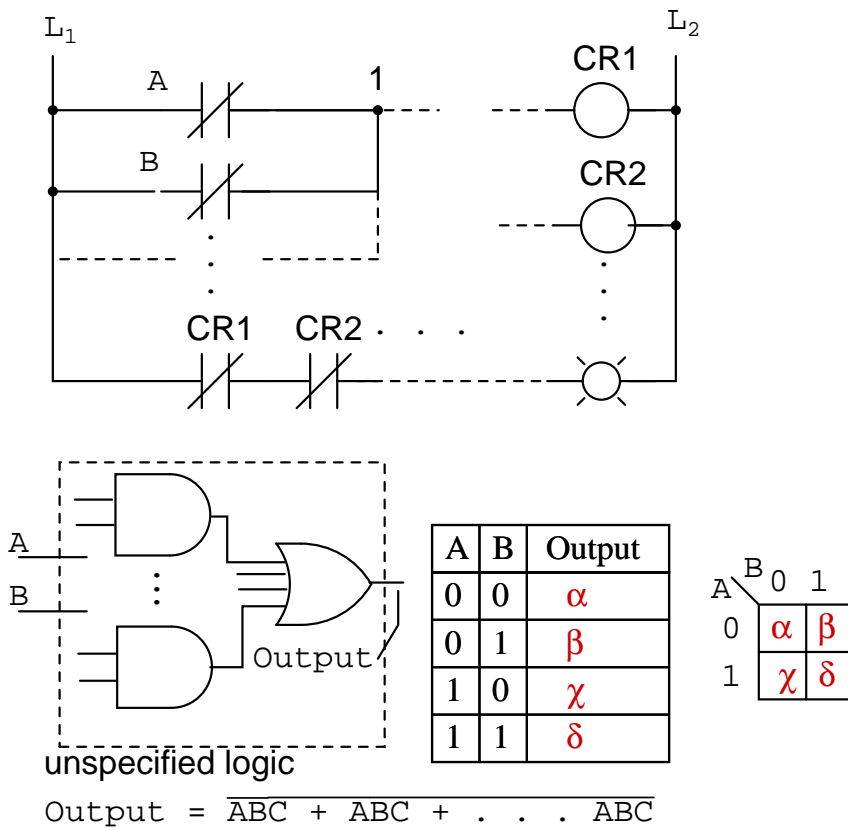 L₁ L₂
CR1
A 1
B CR2
CR1 CR2 . . .
A
B
Output
A B Output
0 0 α
0 1 β
1 0 χ
1 1 δ
B 0 1
A
0 α β
1 χ δ
unspecified logic
Output = ABC + ABC + . . . ABC